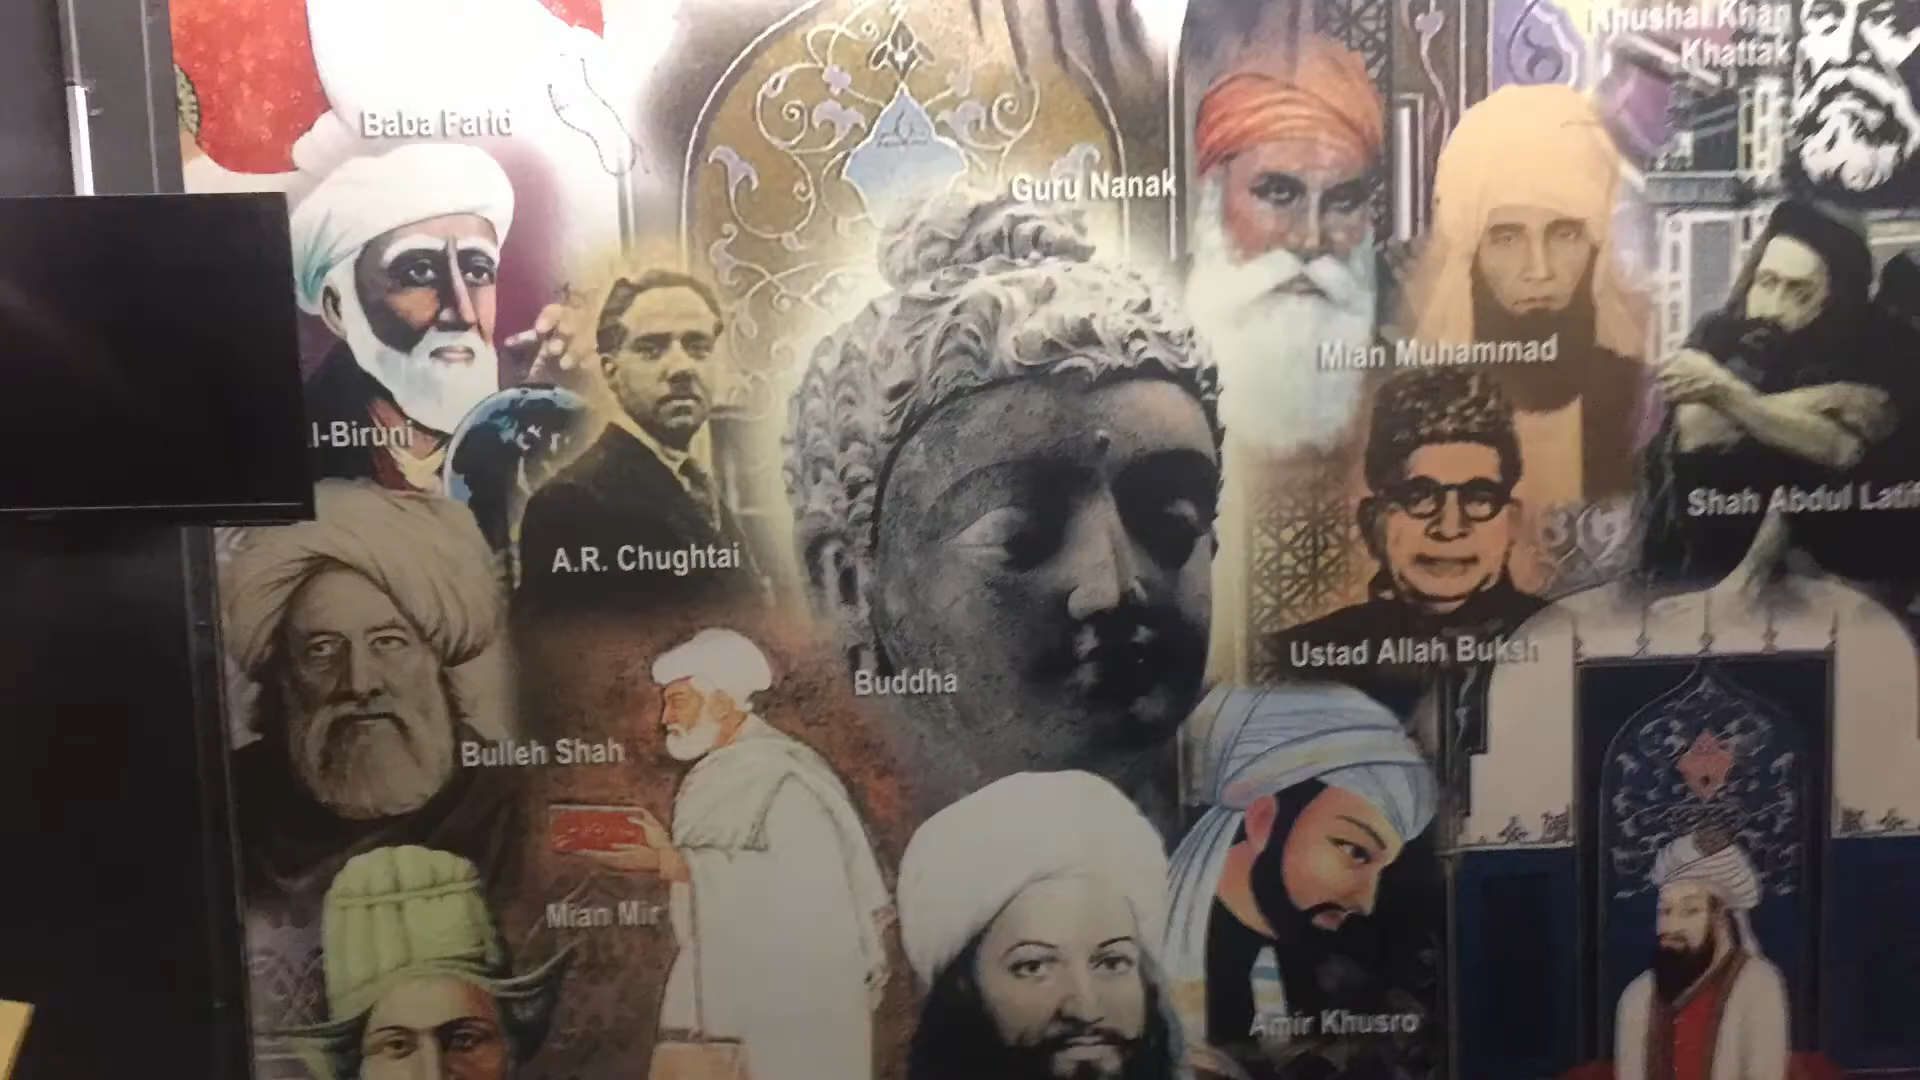 Khushal Khan
Khattak
Baba Farid
Guru Nanak
Mian Muhammad
l-Biruni
Shah Abdul Latif
A.R. Chughtai
Ustad Allah Buksh
Buddha
Bulleh Shah
Mian Mir
Amir Khusro